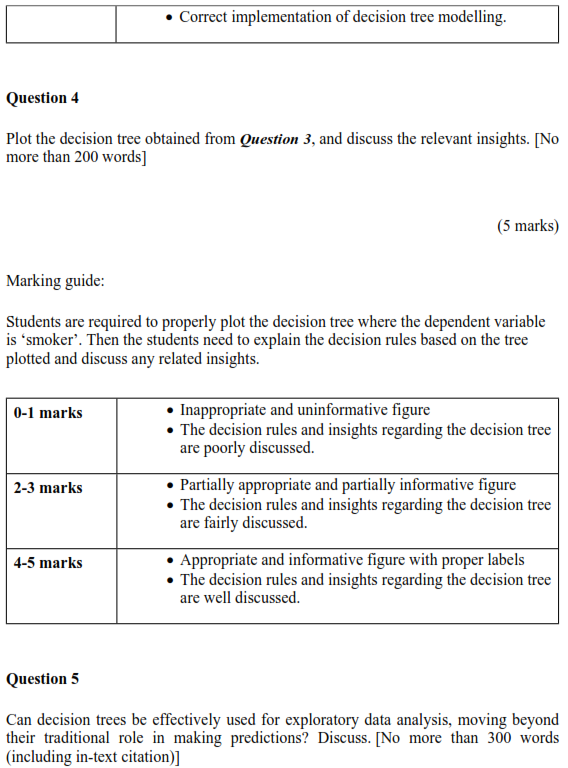 • Correct implementation of decision tree modelling.
Question 4
Plot the decision tree obtained from Question 3, and discuss the relevant insights. [No
more than 200 words]
(5 marks)
Marking guide:
Students are required to properly plot the decision tree where the dependent variable
is ‘smoker’. Then the students need to explain the decision rules based on the tree
plotted and discuss any related insights.
0-1 marks
• Inappropriate and uninformative figure
• The decision rules and insights regarding the decision tree
are poorly discussed.
2-3 marks
• Partially appropriate and partially informative figure
• The decision rules and insights regarding the decision tree
are fairly discussed.
4-5 marks
• Appropriate and informative figure with proper labels
• The decision rules and insights regarding the decision tree
are well discussed.
Question 5
Can decision trees be effectively used for exploratory data analysis, moving beyond
their traditional role in making predictions? Discuss. [No more than 300 words
(including in-text citation)]